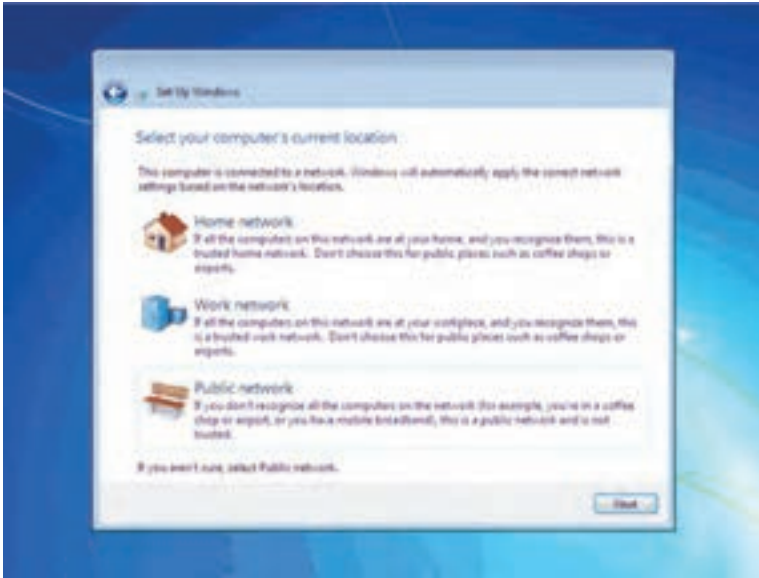 Set Up Windows
Select your computer's current location
This computer is connected to a network. Windows will automatically apply the correct network
settings based on the network's location.
Home network
If all the computers on this network are at your home, and you recognize them, this is a
trusted home network. Don't choose this for public places such as coffee shops or
airports.
Work network
If all the computers on this network are at your workplace, and you recognize them, this
is a trusted work network. Don't choose this for public places such as coffee shops or
airports.
Public network
If you don't recognize all the computers on the network (for example, you're in a coffee
shop or airport, or you have mobile broadband), this is a public network and is not
trusted.
If you aren't sure, select Public network.
Next